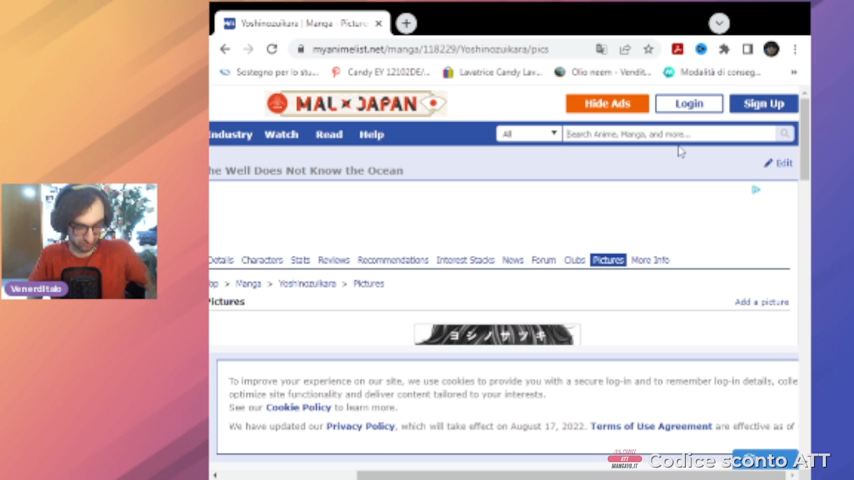 Yoshinozuikara | Manga - Picture
myanimelist.net/manga/118229/Yoshinozuikara/pics
Sostegno per lo stu... Candy EY 12102DE/... Lavatrice Candy Lav... Olio neem - Vendit... Modalità di conseg... »
MAL × JAPAN
Hide Ads Login Sign Up
Industry Watch Read Help All Search Anime, Manga, and more...
Edit
he Well Does Not Know the Ocean
Details Characters Stats Reviews Recommendations Interest Stacks News Forum Clubs Pictures More Info
op > Manga > Yoshinozuikara > Pictures
Pictures Add a picture
ヨシノサツキ
VenerdItalo
To improve your experience on our site, we use cookies to provide you with a secure log-in and to remember log-in details, colle
optimize site functionality and deliver content tailored to your interests.
See our Cookie Policy to learn more.
We have updated our Privacy Policy, which will take effect on August 17, 2022. Terms of Use Agreement are effective as of
Codice sconto ATT